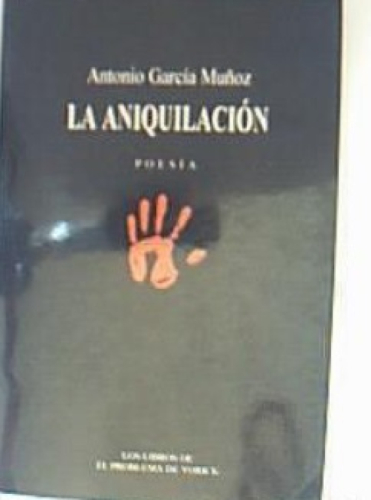 Antonio García Muñoz
LA ANIQUILACIÓN
POESÍA
LOS LIBROS DE
EL PROBLEMA DE YORICK